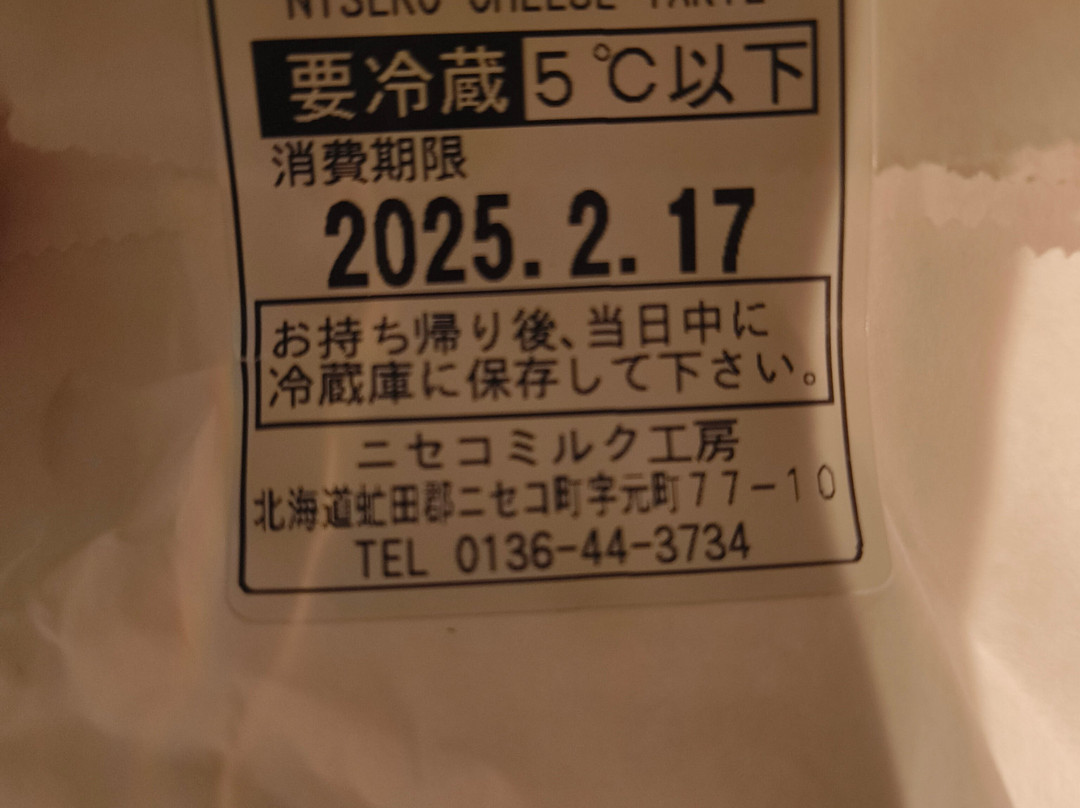 NISEKO CHEESE
要冷蔵 5℃以下
消費期限
2025.2.17
お持ち帰り後、当日中に
冷蔵庫に保存して下さい。
ニセコミルク工房
北海道虻田郡ニセコ町字元町77-10
TEL 0136-44-3734